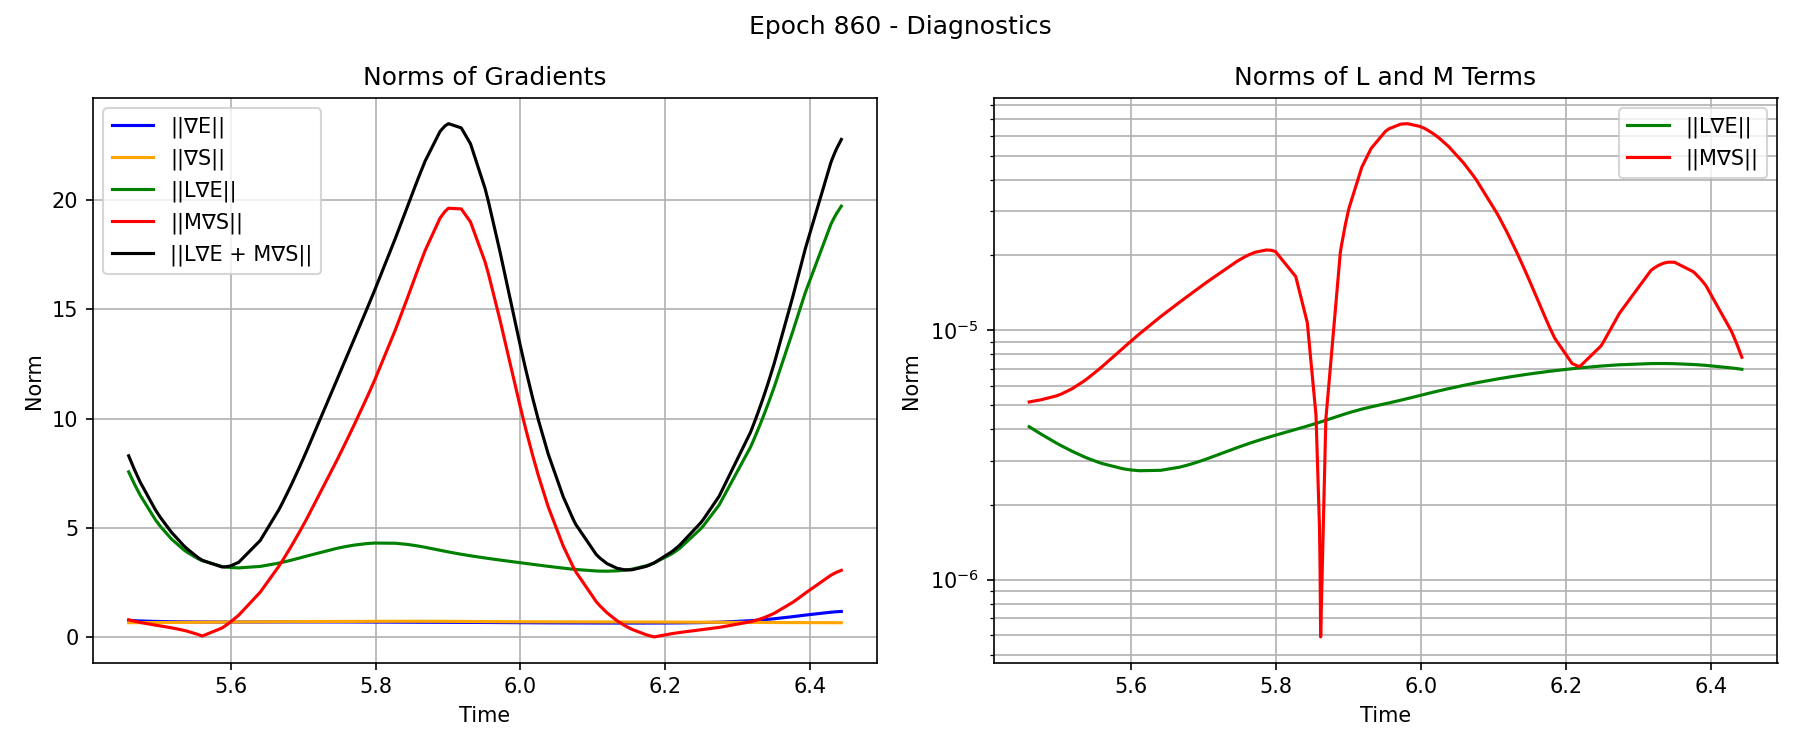 Epoch 860 - Diagnostics
Norms of Gradients
||∇E||
||∇S||
||L∇E||
||M∇S||
||L∇E + M∇S||
Norm
20
15
10
5
0
5.6 5.8 6.0 6.2 6.4
Time
Norms of L and M Terms
||L∇E||
||M∇S||
Norm
10⁻⁵
10⁻⁶
5.6 5.8 6.0 6.2 6.4
Time